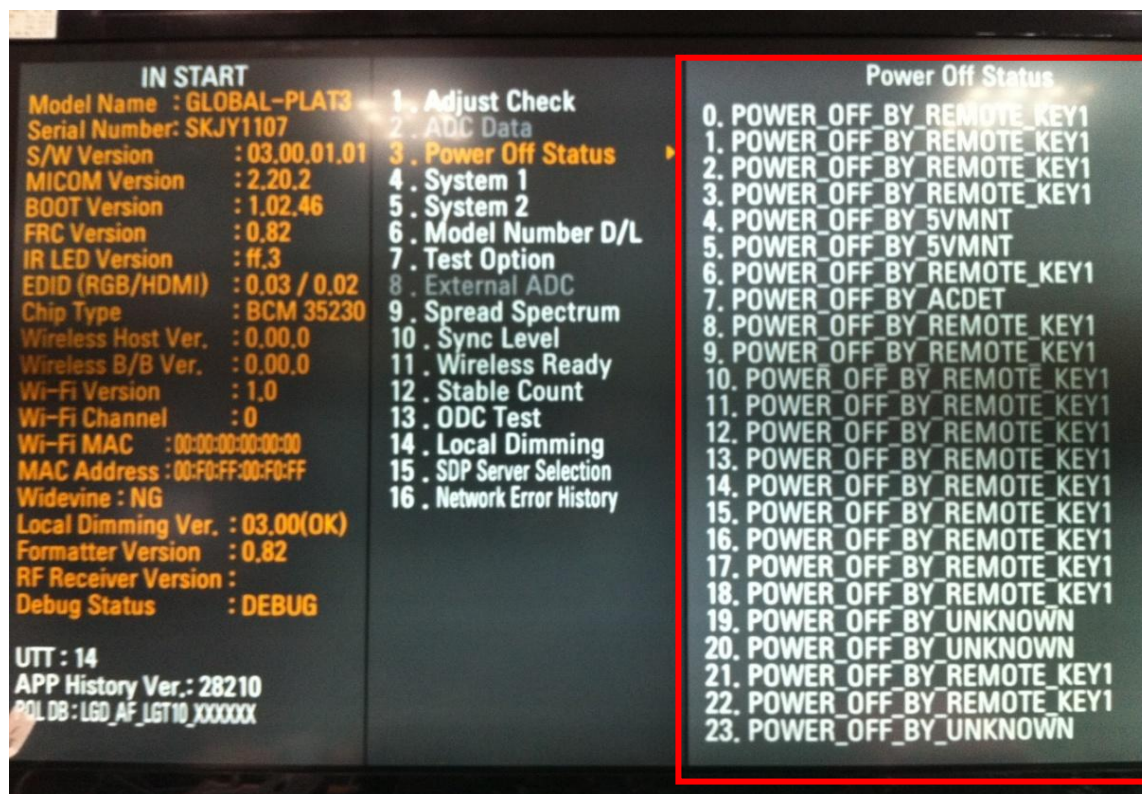 IN START
Model Name : GLOBAL-PLAT3
Serial Number: SKJY1107
S/W Version : 03.00.01.01
MICOM Version : 2.20.2
BOOT Version : 1.02.46
FRC Version : 0.82
IR LED Version : ff.3
EDID (RGB/HDMI) : 0.03 / 0.02
Chip Type : BCM 35230
Wireless Host Ver. : 0.00.0
Wireless B/B Ver. : 0.00.0
Wi-Fi Version : 1.0
Wi-Fi Channel : 0
Wi-Fi MAC : 00:00:00:00:00:00
MAC Address : 00:F0:FF:00:F0:FF
Widevine : NG
Local Dimming Ver. : 03.00(OK)
Formatter Version : 0.82
RF Receiver Version :
Debug Status : DEBUG
UTT : 14
APP History Ver.: 28210
PQL DB : LGD_AF_LGT10_XXXXXX
1 . Adjust Check
2 . ADC Data
3 . Power Off Status
4 . System 1
5 . System 2
6 . Model Number D/L
7 . Test Option
8 . External ADC
9 . Spread Spectrum
10 . Sync Level
11 . Wireless Ready
12 . Stable Count
13 . ODC Test
14 . Local Dimming
15 . SDP Server Selection
16 . Network Error History
Power Off Status
0. POWER_OFF_BY_REMOTE_KEY1
1. POWER_OFF_BY_REMOTE_KEY1
2. POWER_OFF_BY_REMOTE_KEY1
3. POWER_OFF_BY_REMOTE_KEY1
4. POWER_OFF_BY_5VMNT
5. POWER_OFF_BY_5VMNT
6. POWER_OFF_BY_REMOTE_KEY1
7. POWER_OFF_BY_ACDET
8. POWER_OFF_BY_REMOTE_KEY1
9. POWER_OFF_BY_REMOTE_KEY1
10. POWER_OFF_BY_REMOTE_KEY1
11. POWER_OFF_BY_REMOTE_KEY1
12. POWER_OFF_BY_REMOTE_KEY1
13. POWER_OFF_BY_REMOTE_KEY1
14. POWER_OFF_BY_REMOTE_KEY1
15. POWER_OFF_BY_REMOTE_KEY1
16. POWER_OFF_BY_REMOTE_KEY1
17. POWER_OFF_BY_REMOTE_KEY1
18. POWER_OFF_BY_REMOTE_KEY1
19. POWER_OFF_BY_UNKNOWN
20. POWER_OFF_BY_UNKNOWN
21. POWER_OFF_BY_REMOTE_KEY1
22. POWER_OFF_BY_REMOTE_KEY1
23. POWER_OFF_BY_UNKNOWN